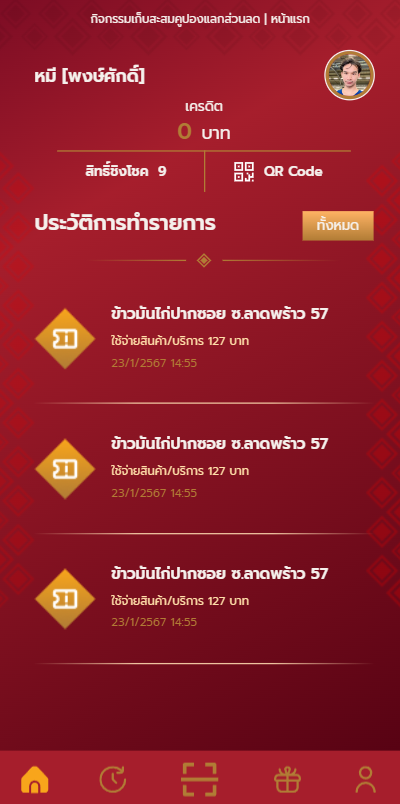 กิจกรรมเก็บสะสมคูปองแลกส่วนลด | หน้าแรก
หมี [พงษ์ศักดิ์]
เครดิต
0 บาท
สิทธิ์ชิงโชค 9
QR Code
ประวัติการทำรายการ
ทั้งหมด
ข้าวมันไก่ปากซอย ซ.ลาดพร้าว 57
ใช้จ่ายสินค้า/บริการ 127 บาท
23/1/2567 14:55
ข้าวมันไก่ปากซอย ซ.ลาดพร้าว 57
ใช้จ่ายสินค้า/บริการ 127 บาท
23/1/2567 14:55
ข้าวมันไก่ปากซอย ซ.ลาดพร้าว 57
ใช้จ่ายสินค้า/บริการ 127 บาท
23/1/2567 14:55